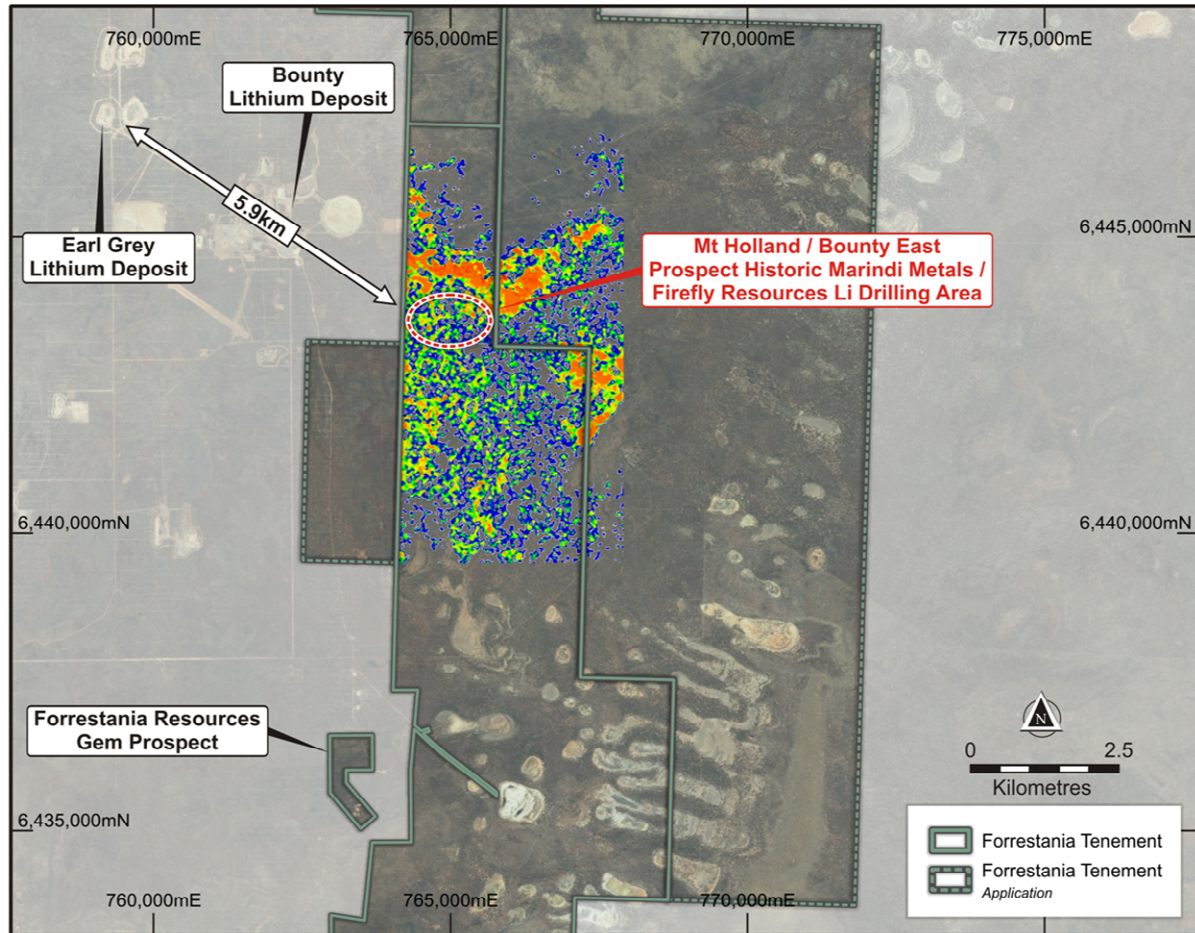 760,000mE
765,000mE
770,000mE
775,000mE
Bounty
Lithium Deposit
5.9km
Earl Grey
Lithium Deposit
Mt Holland / Bounty East
Prospect Historic Marindi Metals /
Firefly Resources Li Drilling Area
6,445,000mN
6,440,000mN
6,440,000mN
Forrestania Resources
Gem Prospect
N
0
2.5
Kilometres
6,435,000mN
Forrestania Tenement
Forrestania Tenement
Application
760,000mE
765,000mE
770,000mE